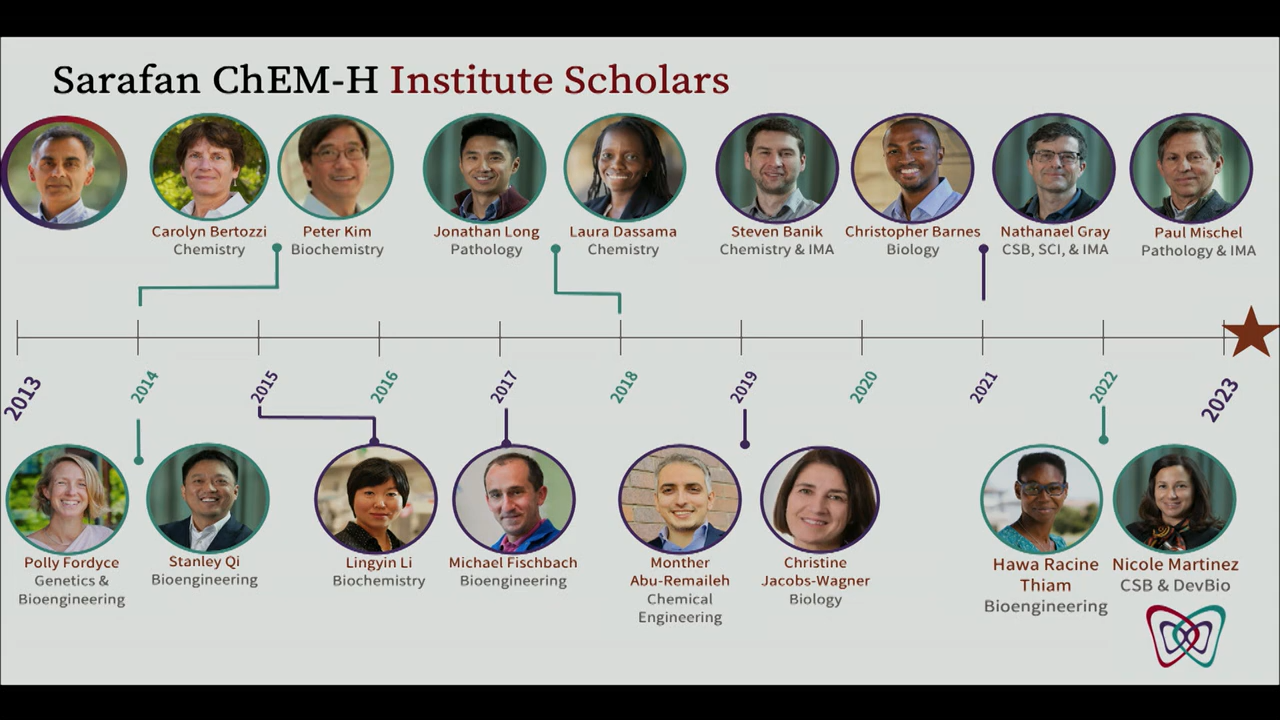 Sarafan ChEM-H Institute Scholars
Carolyn Bertozzi
Chemistry
Peter Kim
Biochemistry
Jonathan Long
Pathology
Laura Dassama
Chemistry
Steven Banik
Chemistry & IMA
Christopher Barnes
Biology
Nathanael Gray
CSB, SCI, & IMA
Paul Mischel
Pathology & IMA
2013
2014
2015
2016
2017
2018
2019
2020
2021
2022
2023
Polly Fordyce
Genetics &
Bioengineering
Stanley Qi
Bioengineering
Lingyin Li
Biochemistry
Michael Fischbach
Bioengineering
Monther
Abu-Remaileh
Chemical
Engineering
Christine
Jacobs-Wagner
Biology
Hawa Racine
Thiam
Bioengineering
Nicole Martinez
CSB & DevBio